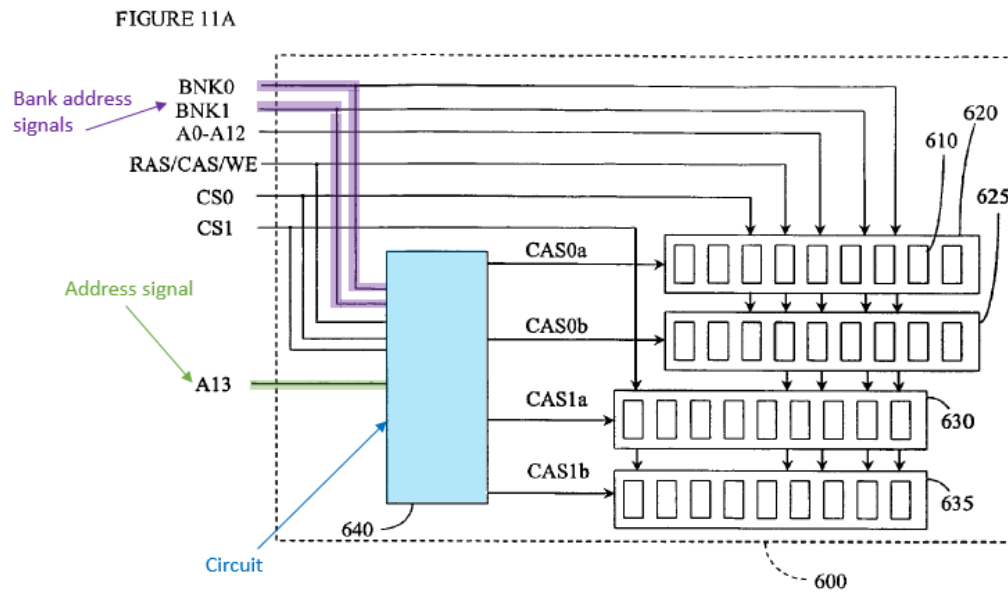 FIGURE 11A
BNK0
Bank address
signals
BNK1
A0-A12
RAS/CAS/WE
CS0
CS1
620
610
625
CAS0a
Address signal
CAS0b
A13
CAS1a
630
CAS1b
635
640
Circuit
600